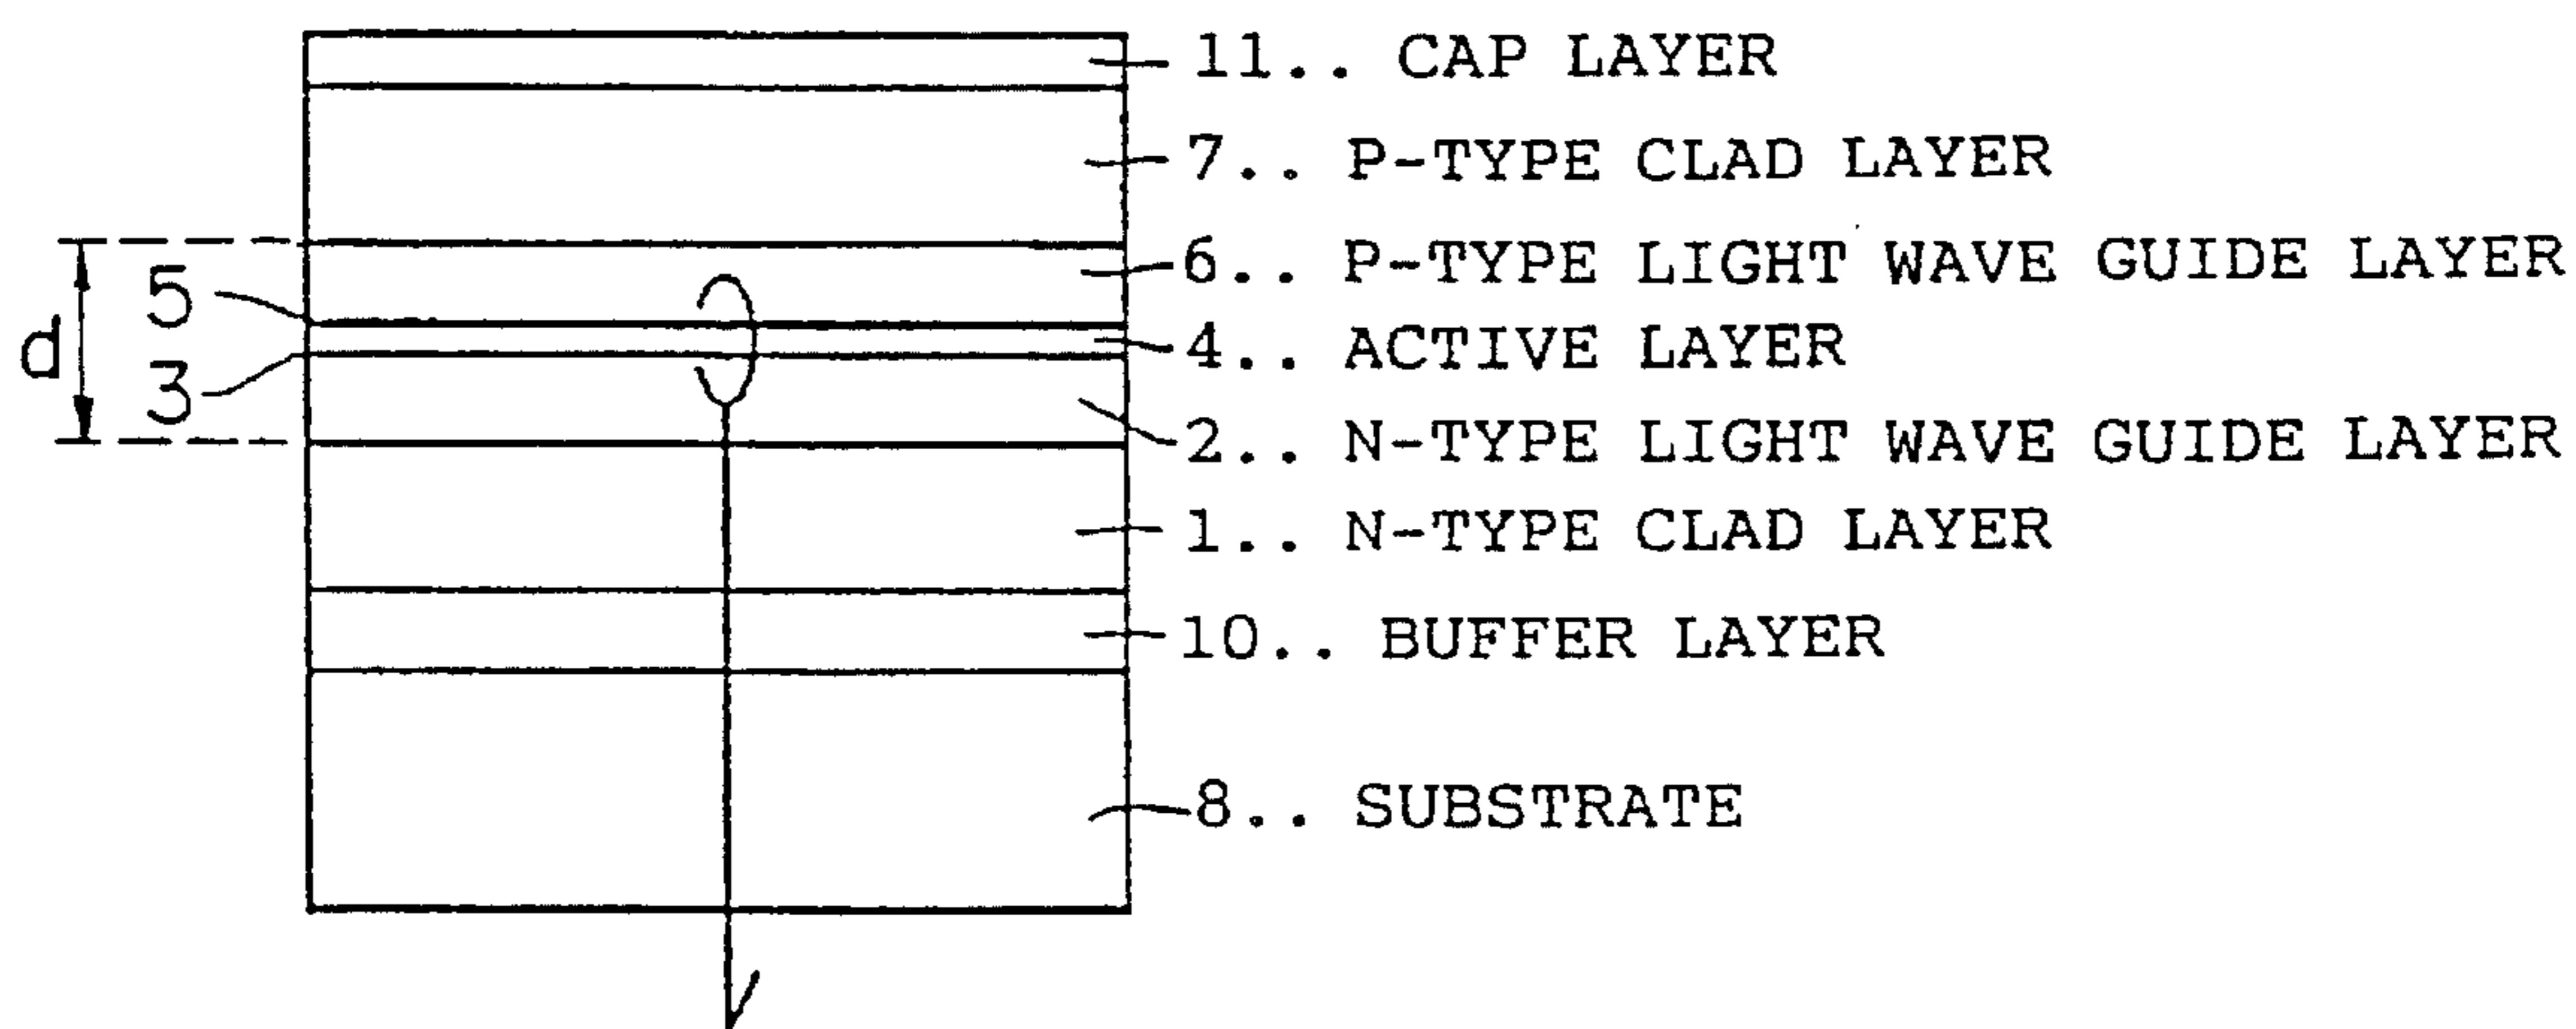 11.. CAP LAYER
7.. P-TYPE CLAD LAYER
6.. P-TYPE LIGHT WAVE GUIDE LAYER
5
d
4.. ACTIVE LAYER
3
2.. N-TYPE LIGHT WAVE GUIDE LAYER
1.. N-TYPE CLAD LAYER
10.. BUFFER LAYER
8.. SUBSTRATE